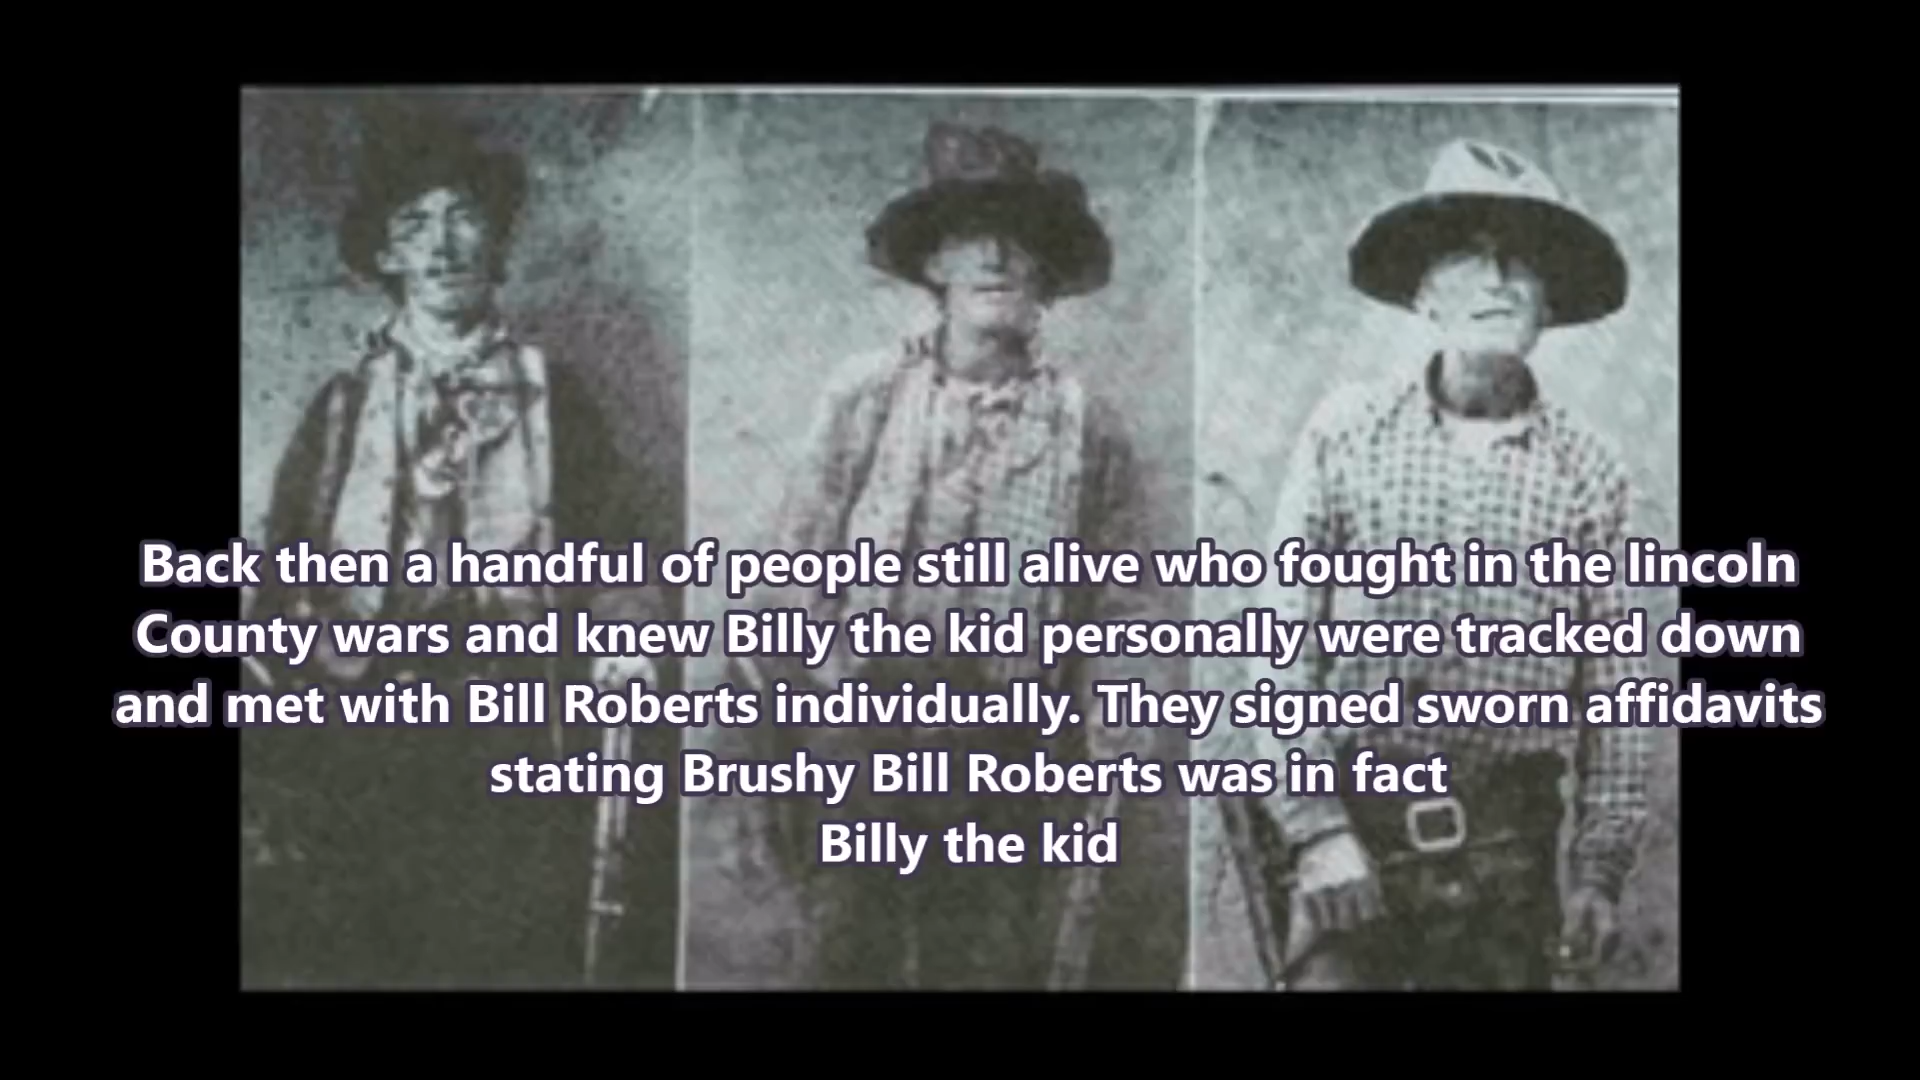 Back then a handful of people still alive who fought in the lincoln
County wars and knew Billy the kid personally were tracked down
and met with Bill Roberts individually. They signed sworn affidavits
stating Brushy Bill Roberts was in fact
Billy the kid